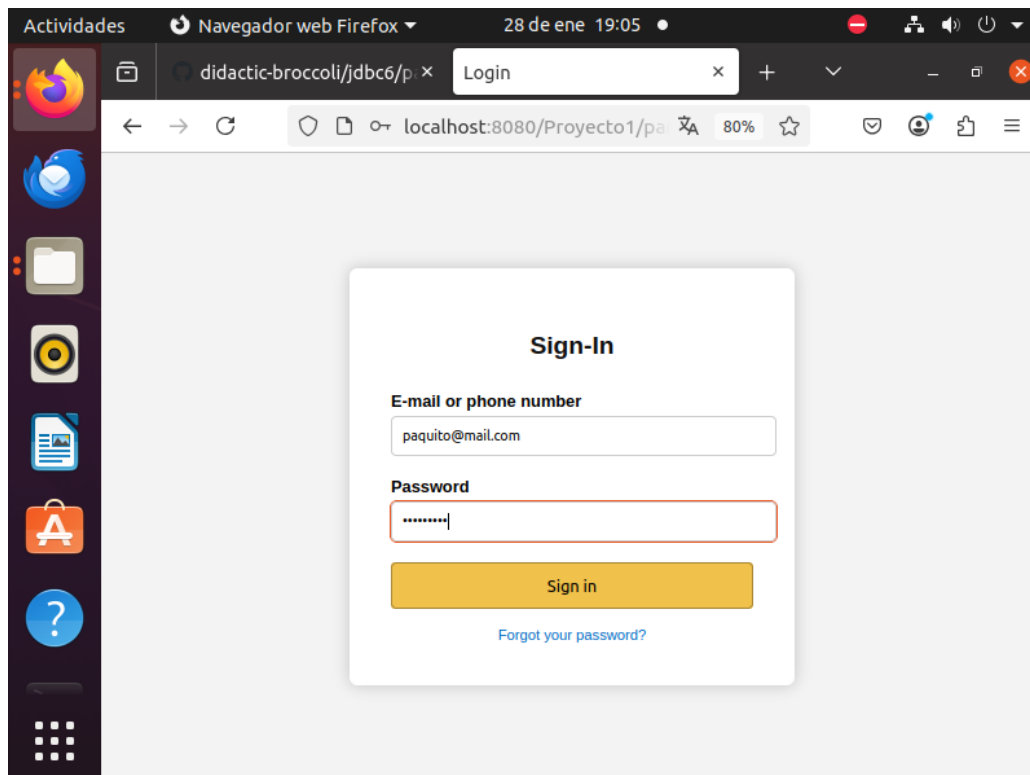 Actividades Navegador web Firefox 28 de ene 19:05
didactic-broccoli/jdbc6/p Login
localhost:8080/Proyecto1/pa 80%
Sign-In
E-mail or phone number
paquito@mail.com
Password
Sign in
Forgot your password?